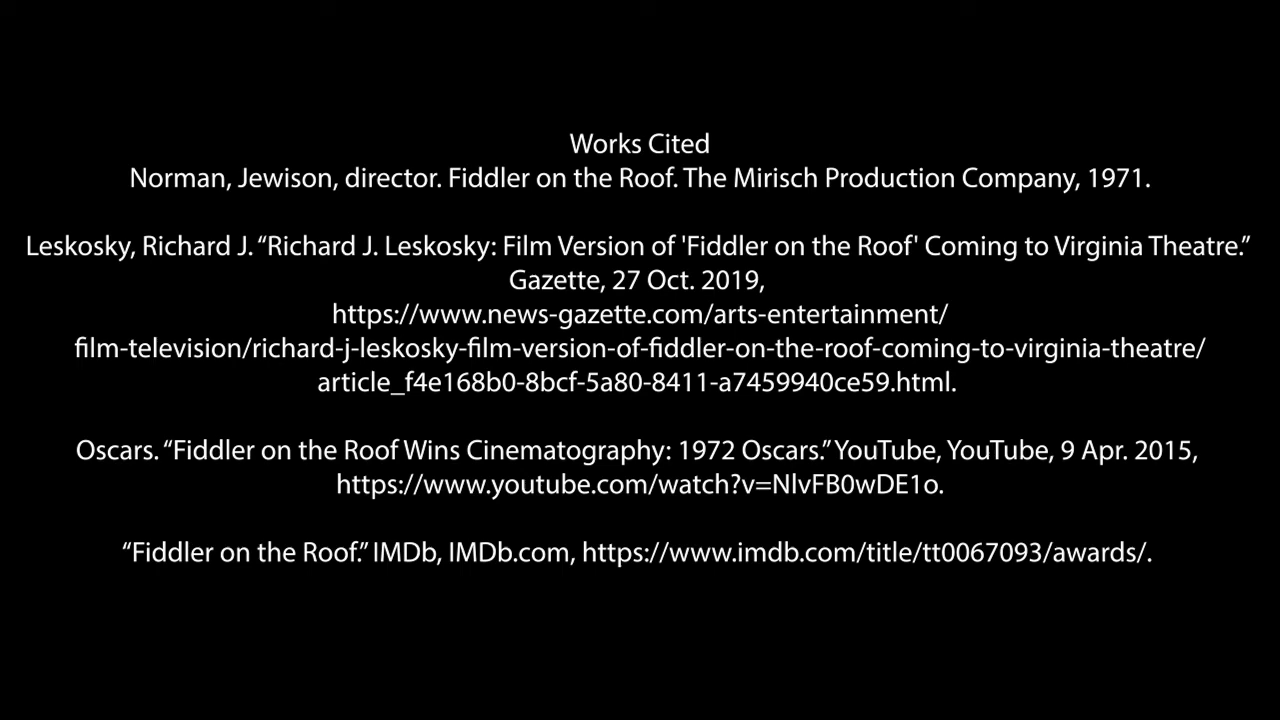 Works Cited
Norman, Jewison, director. Fiddler on the Roof. The Mirisch Production Company, 1971.
Leskosky, Richard J. “Richard J. Leskosky: Film Version of 'Fiddler on the Roof' Coming to Virginia Theatre.”
Gazette, 27 Oct. 2019,
https://www.news-gazette.com/arts-entertainment/
film-television/richard-j-leskosky-film-version-of-fiddler-on-the-roof-coming-to-virginia-theatre/
article_f4e168b0-8bcf-5a80-8411-a7459940ce59.html.
Oscars. “Fiddler on the Roof Wins Cinematography: 1972 Oscars.” YouTube, YouTube, 9 Apr. 2015,
https://www.youtube.com/watch?v=NlvFB0wDE1o.
“Fiddler on the Roof.” IMDb, IMDb.com, https://www.imdb.com/title/tt0067093/awards/.